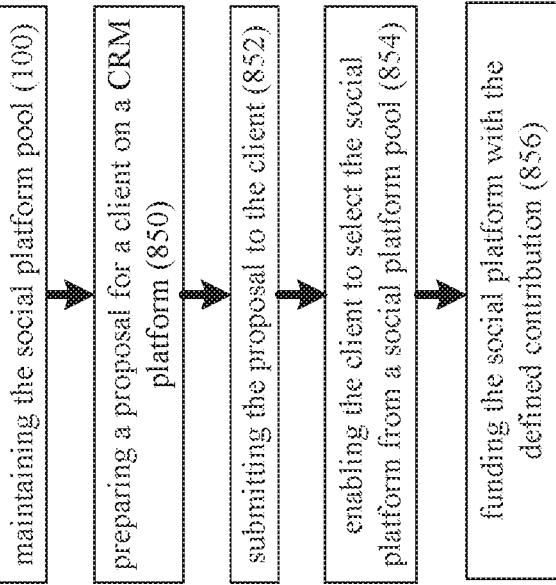 maintaining the social platform pool (100)
preparing a proposal for a client on a CRM
platform (850)
submitting the proposal to the client (852)
enabling the client to select the social
platform from a social platform pool (854)
funding the social platform with the
defined contribution (856)